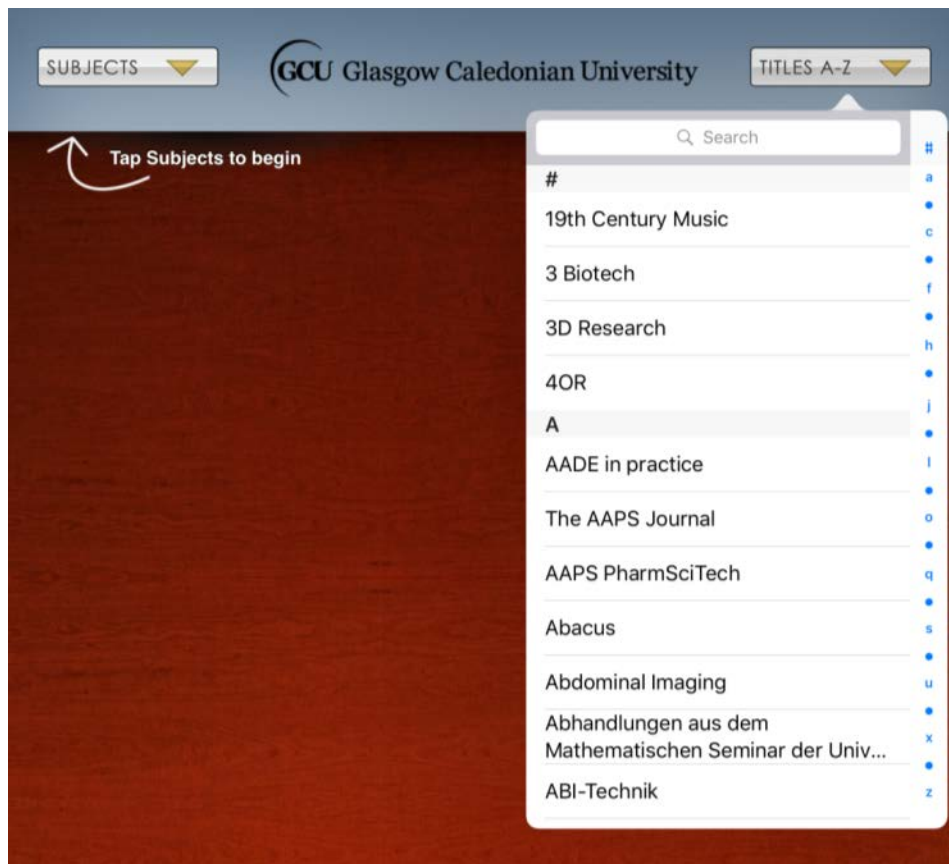 SUBJECTS
GCU Glasgow Caledonian University
TITLES A-Z
Tap Subjects to begin
Search
#
19th Century Music
3 Biotech
3D Research
4OR
A
AADE in practice
The AAPS Journal
AAPS PharmSciTech
Abacus
Abdominal Imaging
Abhandlungen aus dem
Mathematischen Seminar der Univ...
ABI-Technik
#
a
c
f
h
j
l
o
q
s
u
x
z